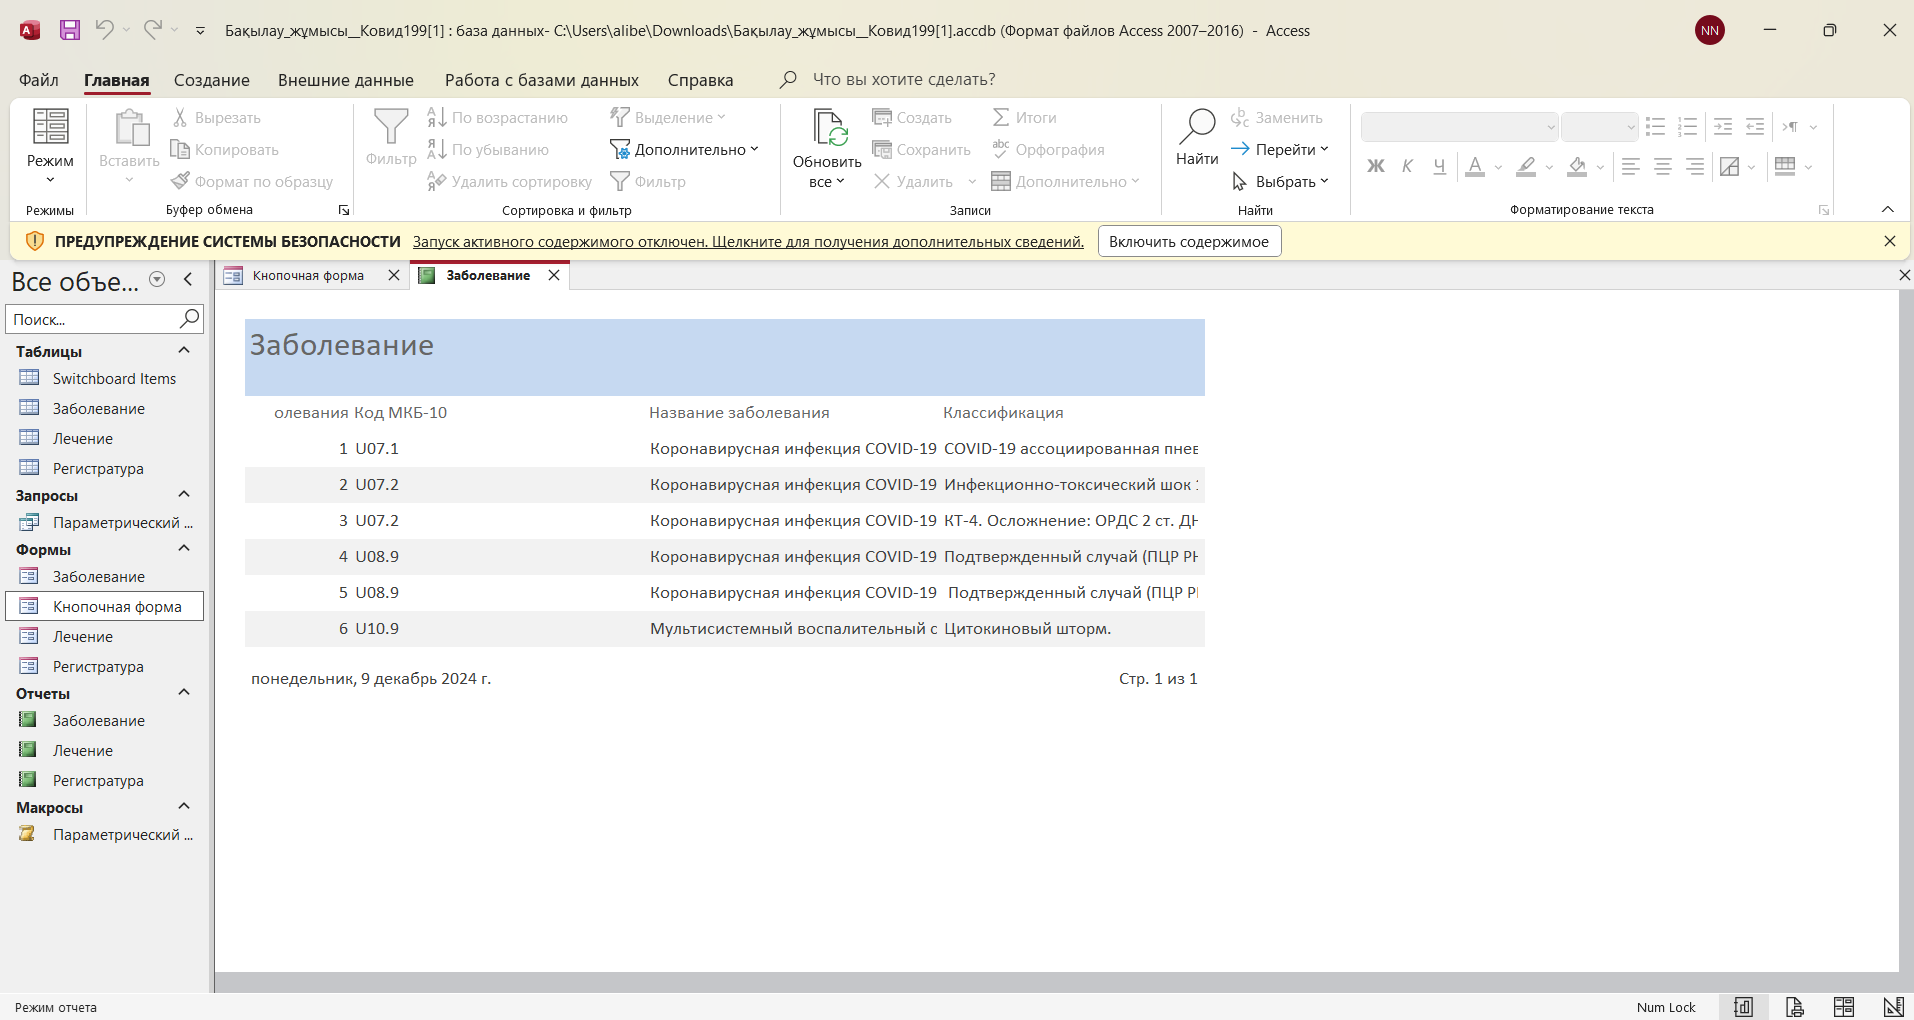 Бақылау_жұмысы__Ковид199[1] : база данных- C:\Users\alibe\Downloads\Бақылау_жұмысы__Ковид199[1].accdb (Формат файлов Access 2007–2016) - Access
NN
Файл Главная Создание Внешние данные Работа с базами данных Справка Что вы хотите сделать?
Режим
Режимы
Вставить
Вырезать
Копировать
Формат по образцу
Буфер обмена
Фильтр
По возрастанию
По убыванию
Удалить сортировку
Выделение
Дополнительно
Фильтр
Сортировка и фильтр
Обновить
все
Создать
Сохранить
Удалить
Итоги
Орфография
Дополнительно
Записи
Найти
Заменить
Перейти
Выбрать
Найти
Ж К Ч А
Форматирование текста
ПРЕДУПРЕЖДЕНИЕ СИСТЕМЫ БЕЗОПАСНОСТИ Запуск активного содержимого отключен. Щелкните для получения дополнительных сведений. Включить содержимое
Все объе...
Поиск...
Таблицы
Switchboard Items
Заболевание
Лечение
Регистратура
Запросы
Параметрический ...
Формы
Заболевание
Кнопочная форма
Лечение
Регистратура
Отчеты
Заболевание
Лечение
Регистратура
Макросы
Параметрический ...
Кнопочная форма Заболевание
Заболевание
олевания Код МКБ-10 Название заболевания Классификация
1 U07.1 Коронавирусная инфекция COVID-19 COVID-19 ассоциированная пнев
2 U07.2 Коронавирусная инфекция COVID-19 Инфекционно-токсический шок
3 U07.2 Коронавирусная инфекция COVID-19 КТ-4. Осложнение: ОРДС 2 ст. ДН
4 U08.9 Коронавирусная инфекция COVID-19 Подтвержденный случай (ПЦР РН
5 U08.9 Коронавирусная инфекция COVID-19 Подтвержденный случай (ПЦР Р
6 U10.9 Мультисистемный воспалительный с Цитокиновый шторм.
понедельник, 9 декабрь 2024 г. Стр. 1 из 1
Режим отчета
Num Lock